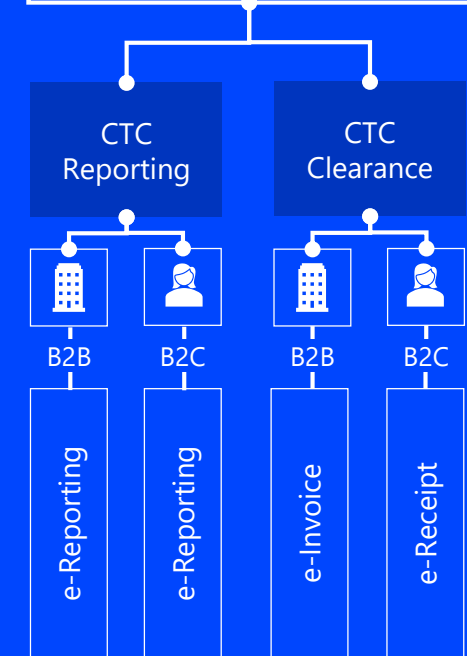 CTC
Reporting
CTC
Clearance
B2B
B2C
B2B
B2C
e-Reporting
e-Reporting
e-Invoice
e-Receipt